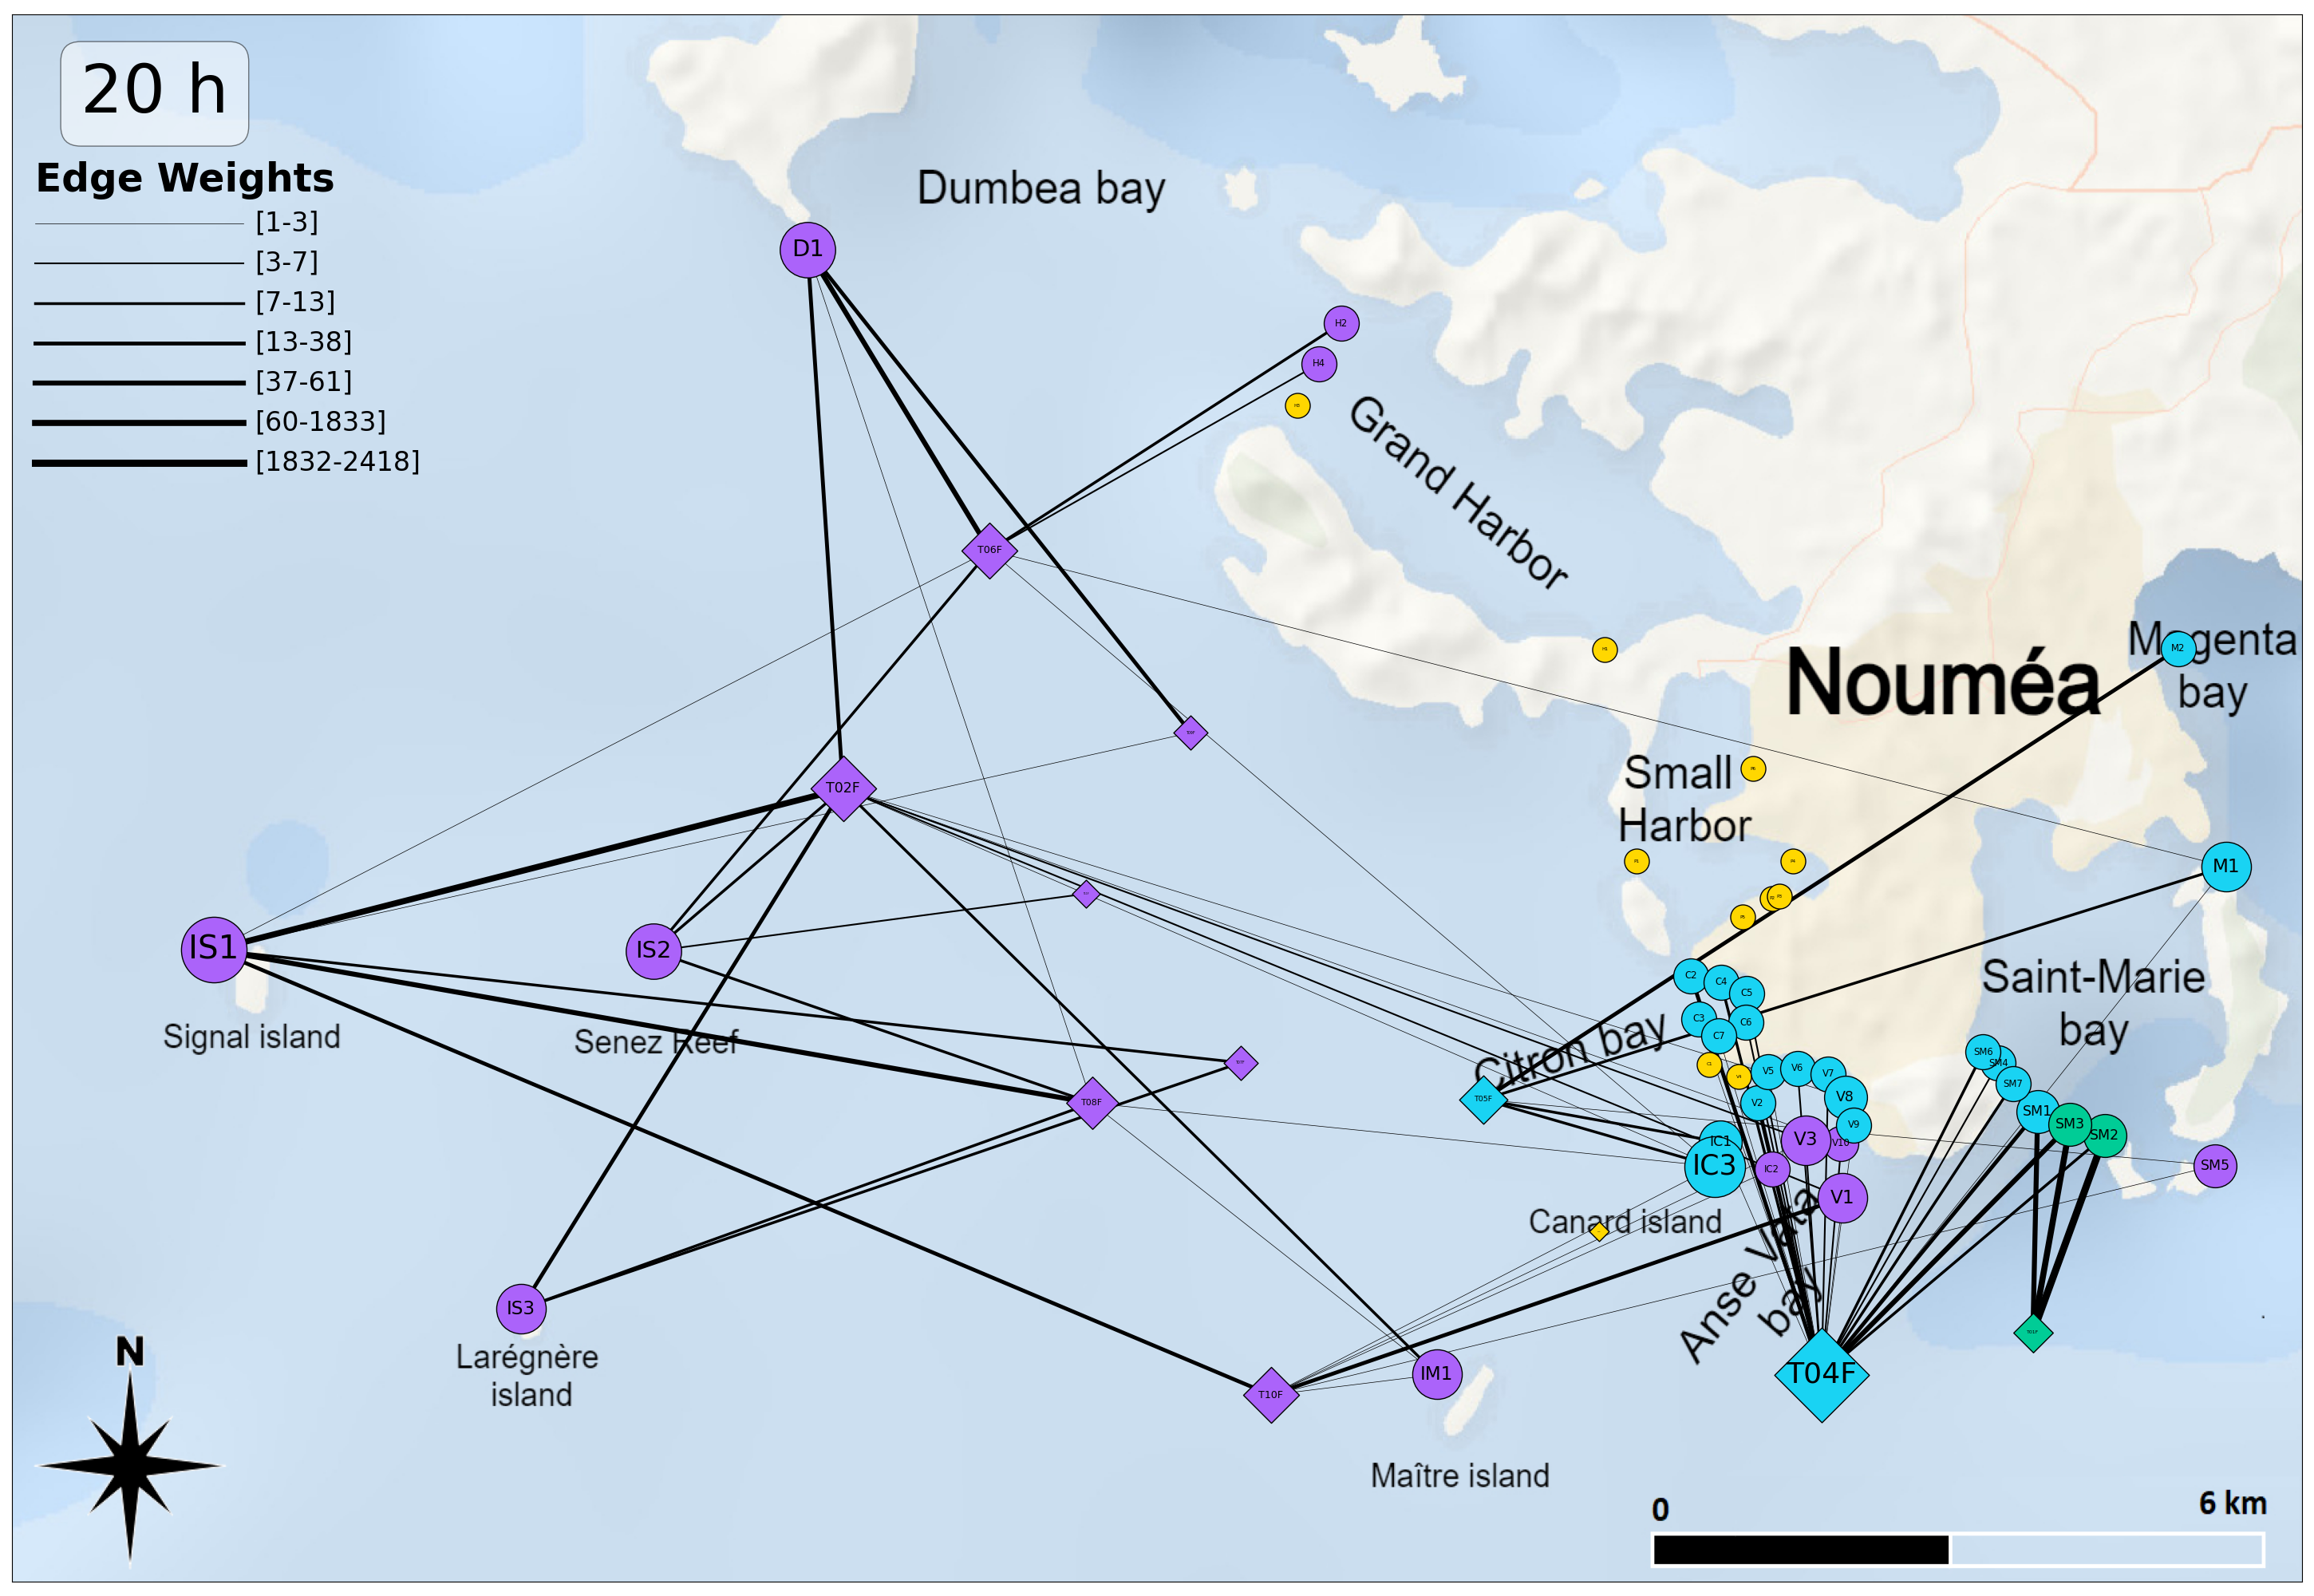 20 h
Edge Weights
[1-3]
[3-7]
[7-13]
[13-38]
[37-61]
[60-1833]
[1832-2418]
Dumbea bay
D1
H2
H4
Grand Harbor
T06F
Magenta
bay
M2
Nouméa
Small
Harbor
T02F
M1
IS1
IS2
Signal island
Senez Reef
Saint-Marie
bay
Citron bay
C2
C4
C5
C3
C6
C7
V5
V6
V7
V8
V2
V9
V3
V10
IC1
IC3
IC2
V1
SM6
SM4
SM7
SM1
SM3
SM2
SM5
T05F
T08F
Canard island
Anse Vata
bay
IS3
Larégnère
island
T10F
IM1
T04F
Maître island
N
0
6 km